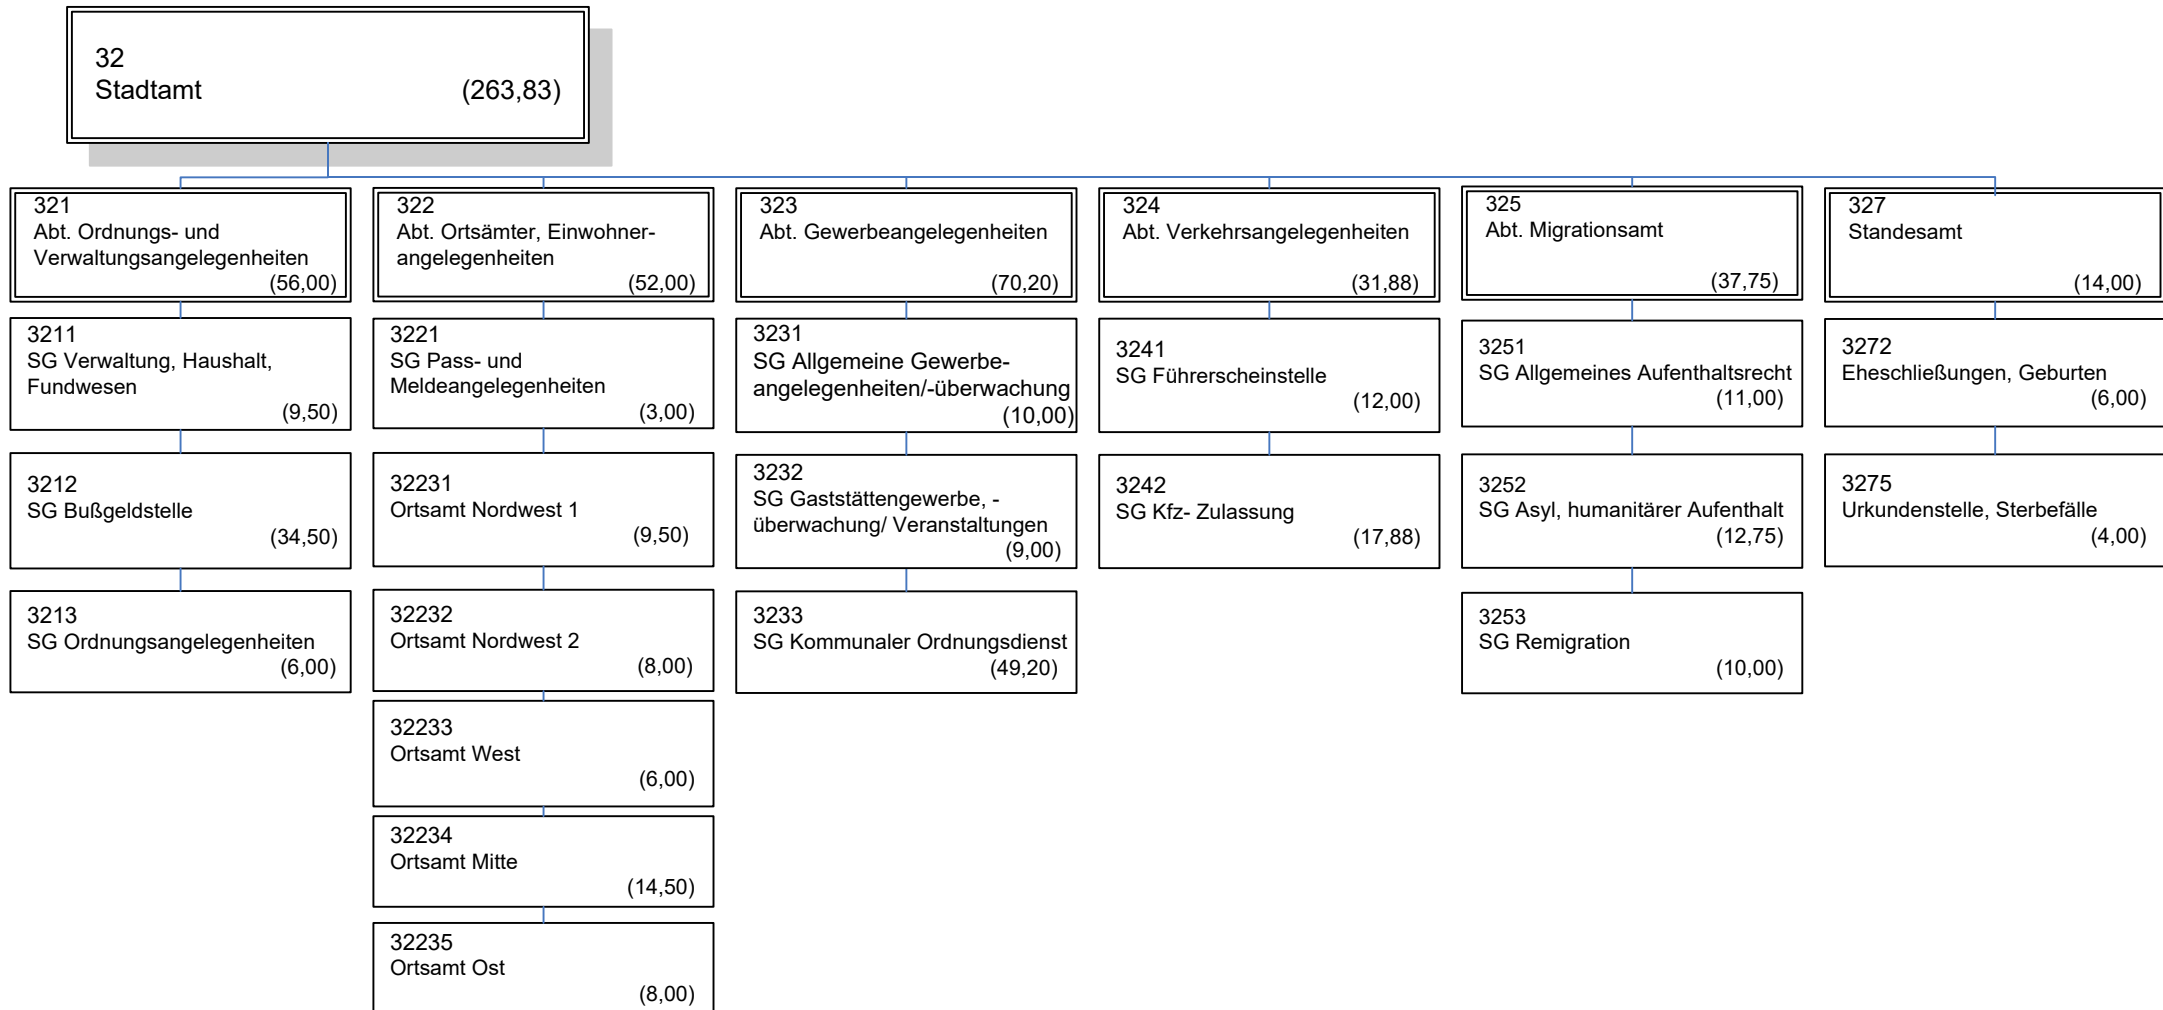 32
Stadtamt (263,83)
321
Abt. Ordnungs- und
Verwaltungsangelegenheiten
(56,00)
322
Abt. Ortsämter, Einwohner-
angelegenheiten
(52,00)
323
Abt. Gewerbeangelegenheiten
(70,20)
324
Abt. Verkehrsangelegenheiten
(31,88)
325
Abt. Migrationsamt
(37,75)
327
Standesamt
(14,00)
3211
SG Verwaltung, Haushalt,
Fundwesen
(9,50)
3221
SG Pass- und
Meldeangelegenheiten
(3,00)
3231
SG Allgemeine Gewerbe-
angelegenheiten/-überwachung
(10,00)
3241
SG Führerscheinstelle
(12,00)
3251
SG Allgemeines Aufenthaltsrecht
(11,00)
3272
Eheschließungen, Geburten
(6,00)
3212
SG Bußgeldstelle
(34,50)
32231
Ortsamt Nordwest 1
(9,50)
3232
SG Gaststättengewerbe, -
überwachung/ Veranstaltungen
(9,00)
3242
SG Kfz- Zulassung
(17,88)
3252
SG Asyl, humanitärer Aufenthalt
(12,75)
3275
Urkundenstelle, Sterbefälle
(4,00)
3213
SG Ordnungsangelegenheiten
(6,00)
32232
Ortsamt Nordwest 2
(8,00)
3233
SG Kommunaler Ordnungsdienst
(49,20)
3253
SG Remigration
(10,00)
32233
Ortsamt West
(6,00)
32234
Ortsamt Mitte
(14,50)
32235
Ortsamt Ost
(8,00)